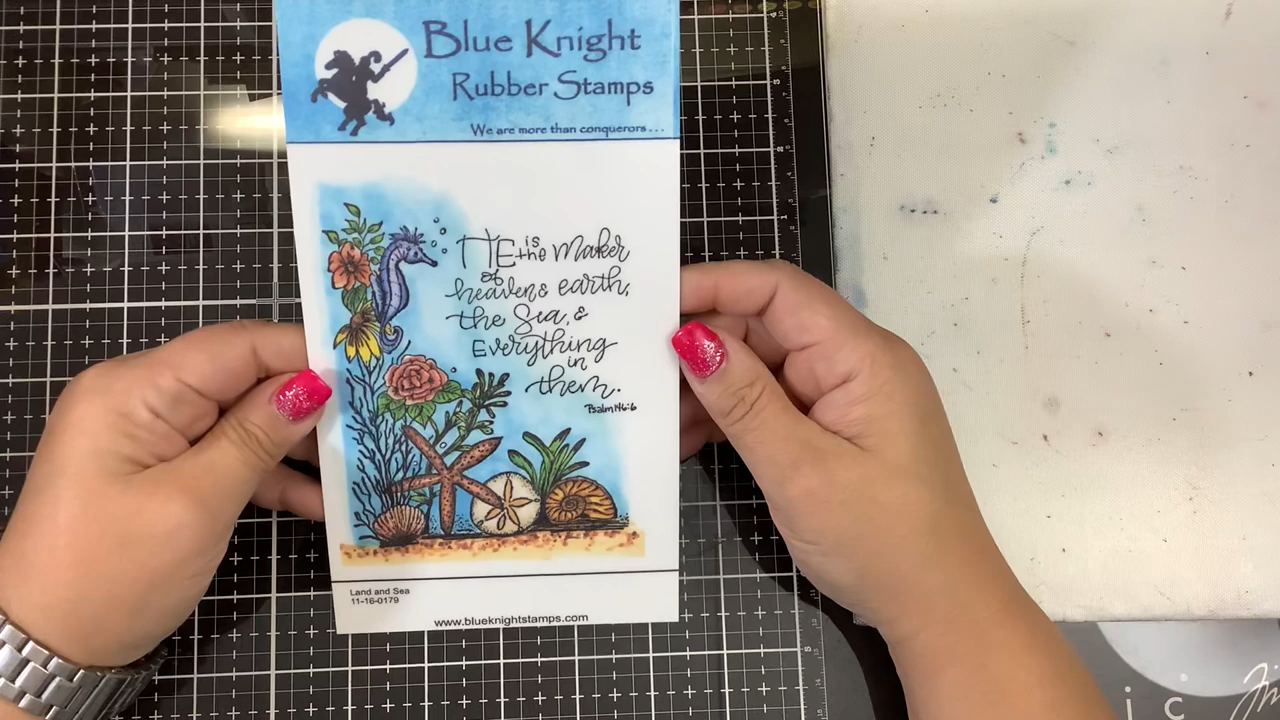 Blue Knight
Rubber Stamps
We are more than conquerors...
HE is the Maker
of
heaven & earth,
the Sea, &
Everything
in
them.
Psalm 146:6
Land and Sea
11-16-0179
www.blueknightstamps.com